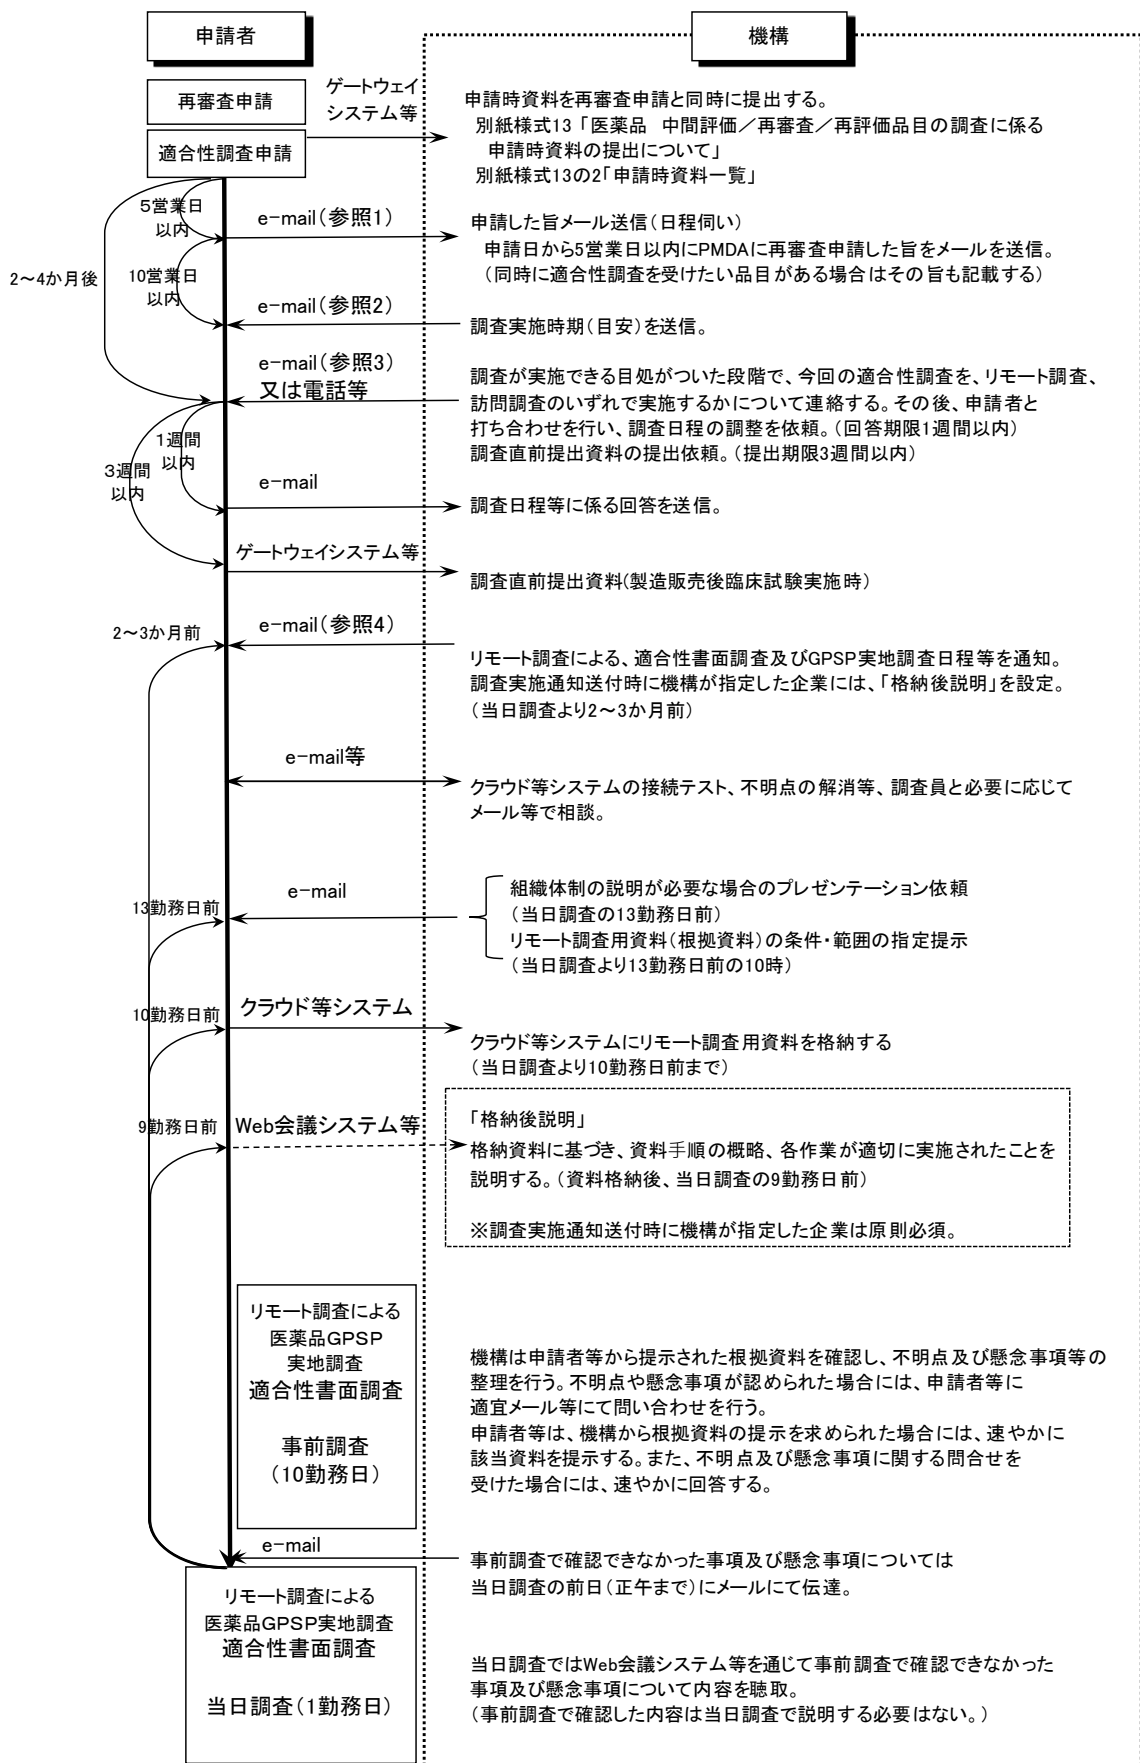 申請者
機構
再審査申請
適合性調査申請
ゲートウェイ
システム等
申請時資料を再審査申請と同時に提出する。
別紙様式13「医薬品　中間評価／再審査／再評価品目の調査に係る
申請時資料の提出について」
別紙様式13の2「申請時資料一覧」
5営業日
以内
e-mail(参照1)
申請した旨メール送信(日程伺い)
申請日から5営業日以内にPMDAに再審査申請した旨をメールを送信。
(同時に適合性調査を受けたい品目がある場合はその旨も記載する)
2～4か月後
10営業日
以内
e-mail(参照2)
調査実施時期(目安)を送信。
e-mail(参照3)
又は電話等
調査が実施できる目処がついた段階で、今回の適合性調査を、リモート調査、
訪問調査のいずれで実施するかについて連絡する。その後、申請者と
打ち合わせを行い、調査日程の調整を依頼。(回答期限1週間以内)
調査直前提出資料の提出依頼。(提出期限3週間以内)
1週間
以内
3週間
以内
e-mail
調査日程等に係る回答を送信。
ゲートウェイシステム等
調査直前提出資料(製造販売後臨床試験実施時)
2～3か月前
e-mail(参照4)
リモート調査による、適合性書面調査及びGPSP実地調査日程等を通知。
調査実施通知送付時に機構が指定した企業には、「格納後説明」を設定。
(当日調査より2～3か月前)
e-mail等
クラウド等システムの接続テスト、不明点の解消等、調査員と必要に応じて
メール等で相談。
13勤務日前
e-mail
組織体制の説明が必要な場合のプレゼンテーション依頼
(当日調査の13勤務日前)
リモート調査用資料(根拠資料)の条件・範囲の指定提示
(当日調査より13勤務日前の10時)
10勤務日前
クラウド等システム
クラウド等システムにリモート調査用資料を格納する
(当日調査より10勤務日前まで)
9勤務日前
Web会議システム等
「格納後説明」
格納資料に基づき、資料手順の概略、各作業が適切に実施されたことを
説明する。(資料格納後、当日調査の9勤務日前)
※調査実施通知送付時に機構が指定した企業は原則必須。
リモート調査による
医薬品GPSP
実地調査
適合性書面調査
事前調査
(10勤務日)
機構は申請者等から提示された根拠資料を確認し、不明点及び懸念事項等の
整理を行う。不明点や懸念事項が認められた場合には、申請者等に
適宜メール等にて問い合わせを行う。
申請者等は、機構から根拠資料の提示を求められた場合には、速やかに
該当資料を提示する。また、不明点及び懸念事項に関する問合せを
受けた場合には、速やかに回答する。
e-mail
事前調査で確認できなかった事項及び懸念事項については
当日調査の前日(正午まで)にメールにて伝達。
リモート調査による
医薬品GPSP実地調査
適合性書面調査
当日調査(1勤務日)
当日調査ではWeb会議システム等を通じて事前調査で確認できなかった
事項及び懸念事項について内容を聴取。
(事前調査で確認した内容は当日調査で説明する必要はない。)